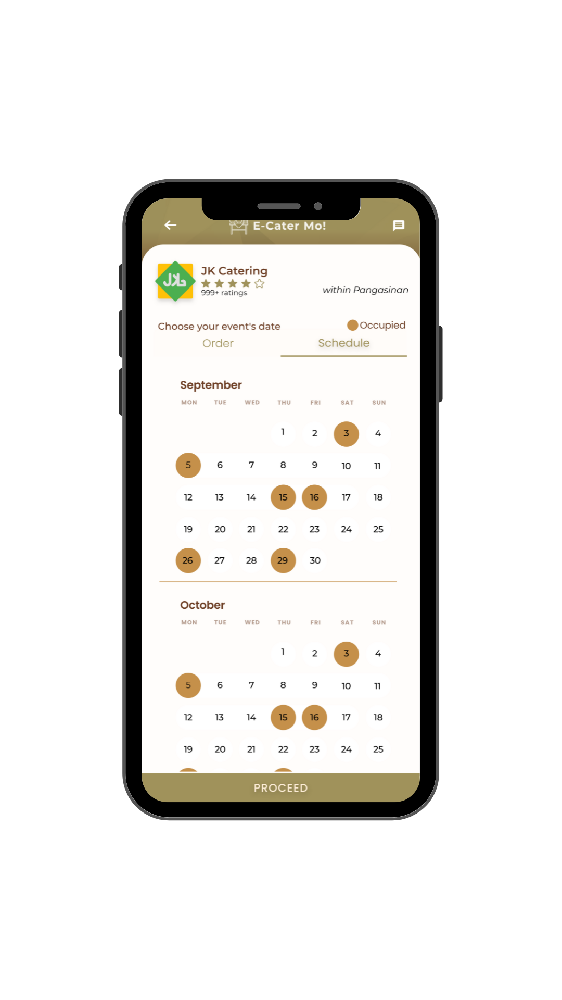 E-Cater Mo!
حلال
JK Catering
999+ ratings
within Pangasinan
Choose your event's date
Occupied
Order
Schedule
September
MON TUE WED THU FRI SAT SUN
1 2 3 4
5 6 7 8 9 10 11
12 13 14 15 16 17 18
19 20 21 22 23 24 25
26 27 28 29 30
October
MON TUE WED THU FRI SAT SUN
1 2 3 4
5 6 7 8 9 10 11
12 13 14 15 16 17 18
19 20 21 22 23 24 25
PROCEED